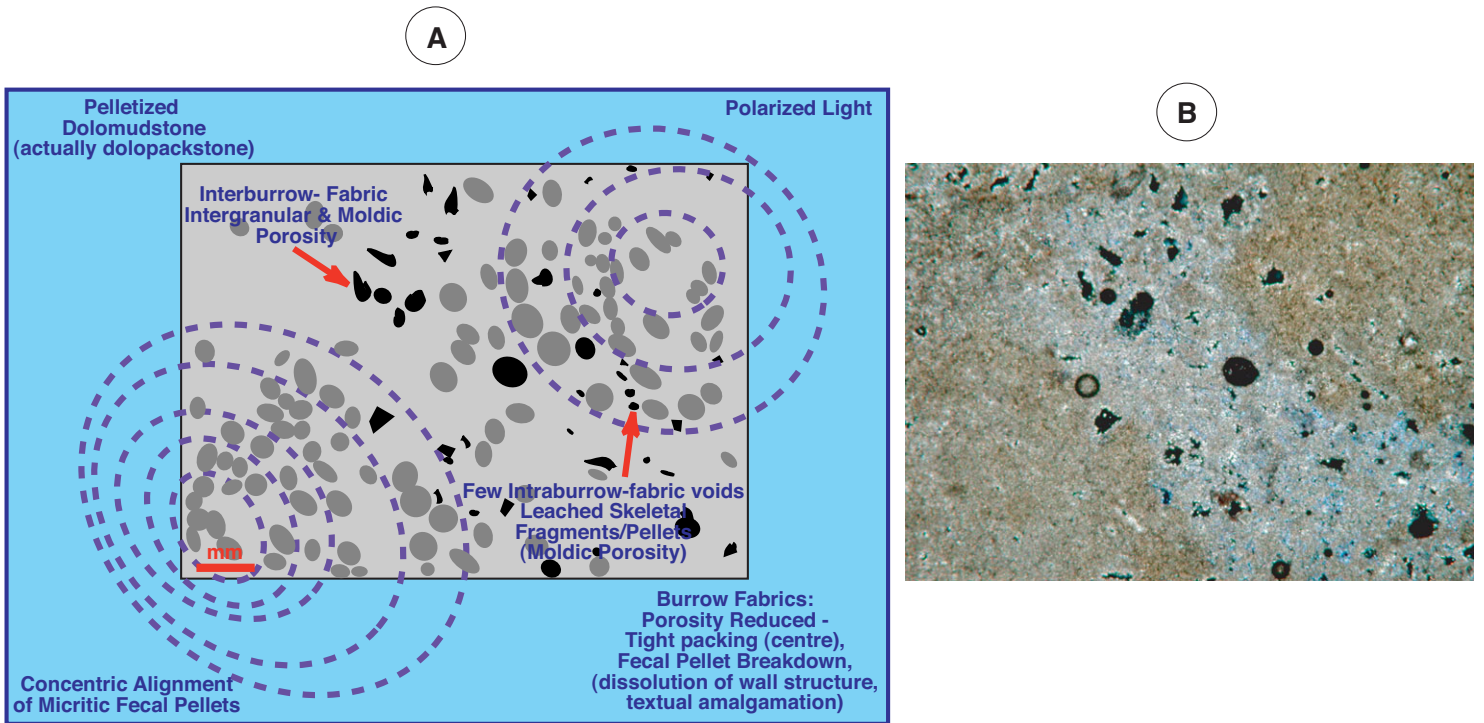 A
B
Pelletized
Dolomudstone
(actually dolopackstone)
Polarized Light
Interburrow- Fabric
Intergranular & Moldic
Porosity
Few Intraburrow-fabric voids
Leached Skeletal
Fragments/Pellets
(Moldic Porosity)
mm
Burrow Fabrics:
Porosity Reduced -
Tight packing (centre),
Fecal Pellet Breakdown,
(dissolution of wall structure,
textual amalgamation)
Concentric Alignment
of Micritic Fecal Pellets